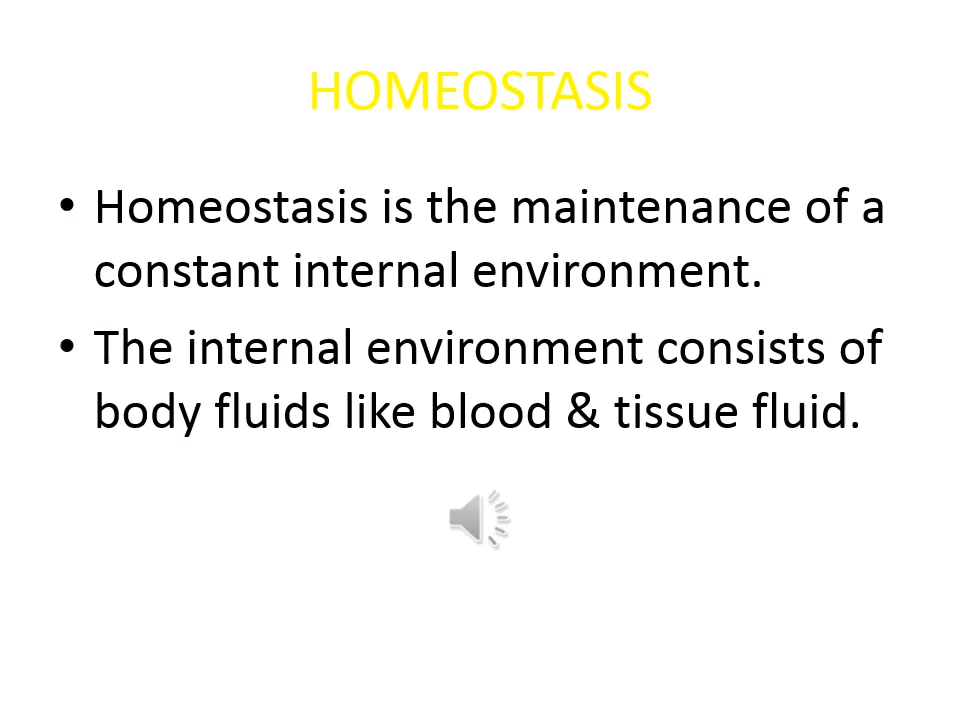 HOMEOSTASIS
• Homeostasis is the maintenance of a
constant internal environment.
• The internal environment consists of
body fluids like blood & tissue fluid.